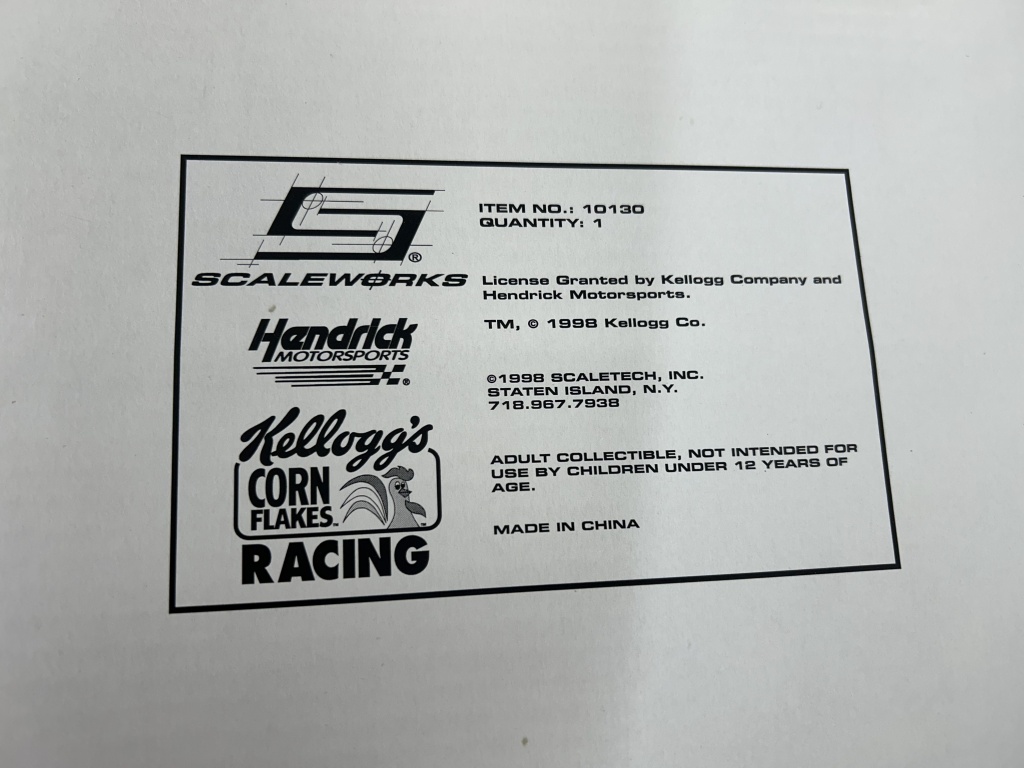 SCALEWORKS®
Hendrick
MOTORSPORTS®
Kellogg's
CORN
FLAKES™
RACING
ITEM NO.: 10130
QUANTITY: 1
License Granted by Kellogg Company and
Hendrick Motorsports.
TM, © 1998 Kellogg Co.
©1998 SCALETECH, INC.
STATEN ISLAND, N.Y.
718.967.7938
ADULT COLLECTIBLE, NOT INTENDED FOR
USE BY CHILDREN UNDER 12 YEARS OF
AGE.
MADE IN CHINA